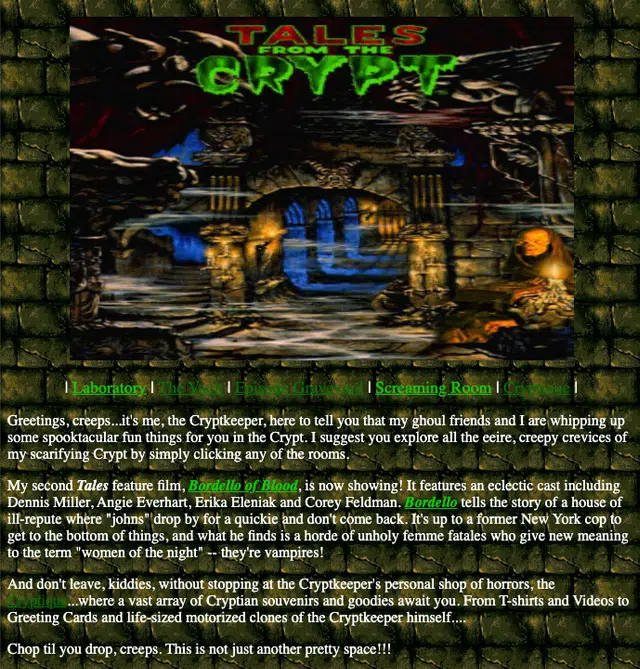 TALES
FROM THE
CRYPT
| Laboratory | The Vault | Episode Graveyard | Screaming Room | Cryptique |
Greetings, creeps...it's me, the Cryptkeeper, here to tell you that my ghoul friends and I are whipping up
some spooktacular fun things for you in the Crypt. I suggest you explore all the eeire, creepy crevices of
my scarifying Crypt by simply clicking any of the rooms.
My second Tales feature film, Bordello of Blood, is now showing! It features an eclectic cast including
Dennis Miller, Angie Everhart, Erika Eleniak and Corey Feldman. Bordello tells the story of a house of
ill-repute where "johns" drop by for a quickie and don't come back. It's up to a former New York cop to
get to the bottom of things, and what he finds is a horde of unholy femme fatales who give new meaning
to the term "women of the night" -- they're vampires!
And don't leave, kiddies, without stopping at the Cryptkeeper's personal shop of horrors, the
Cryptique...where a vast array of Cryptian souvenirs and goodies await you. From T-shirts and Videos to
Greeting Cards and life-sized motorized clones of the Cryptkeeper himself....
Chop til you drop, creeps. This is not just another pretty space!!!